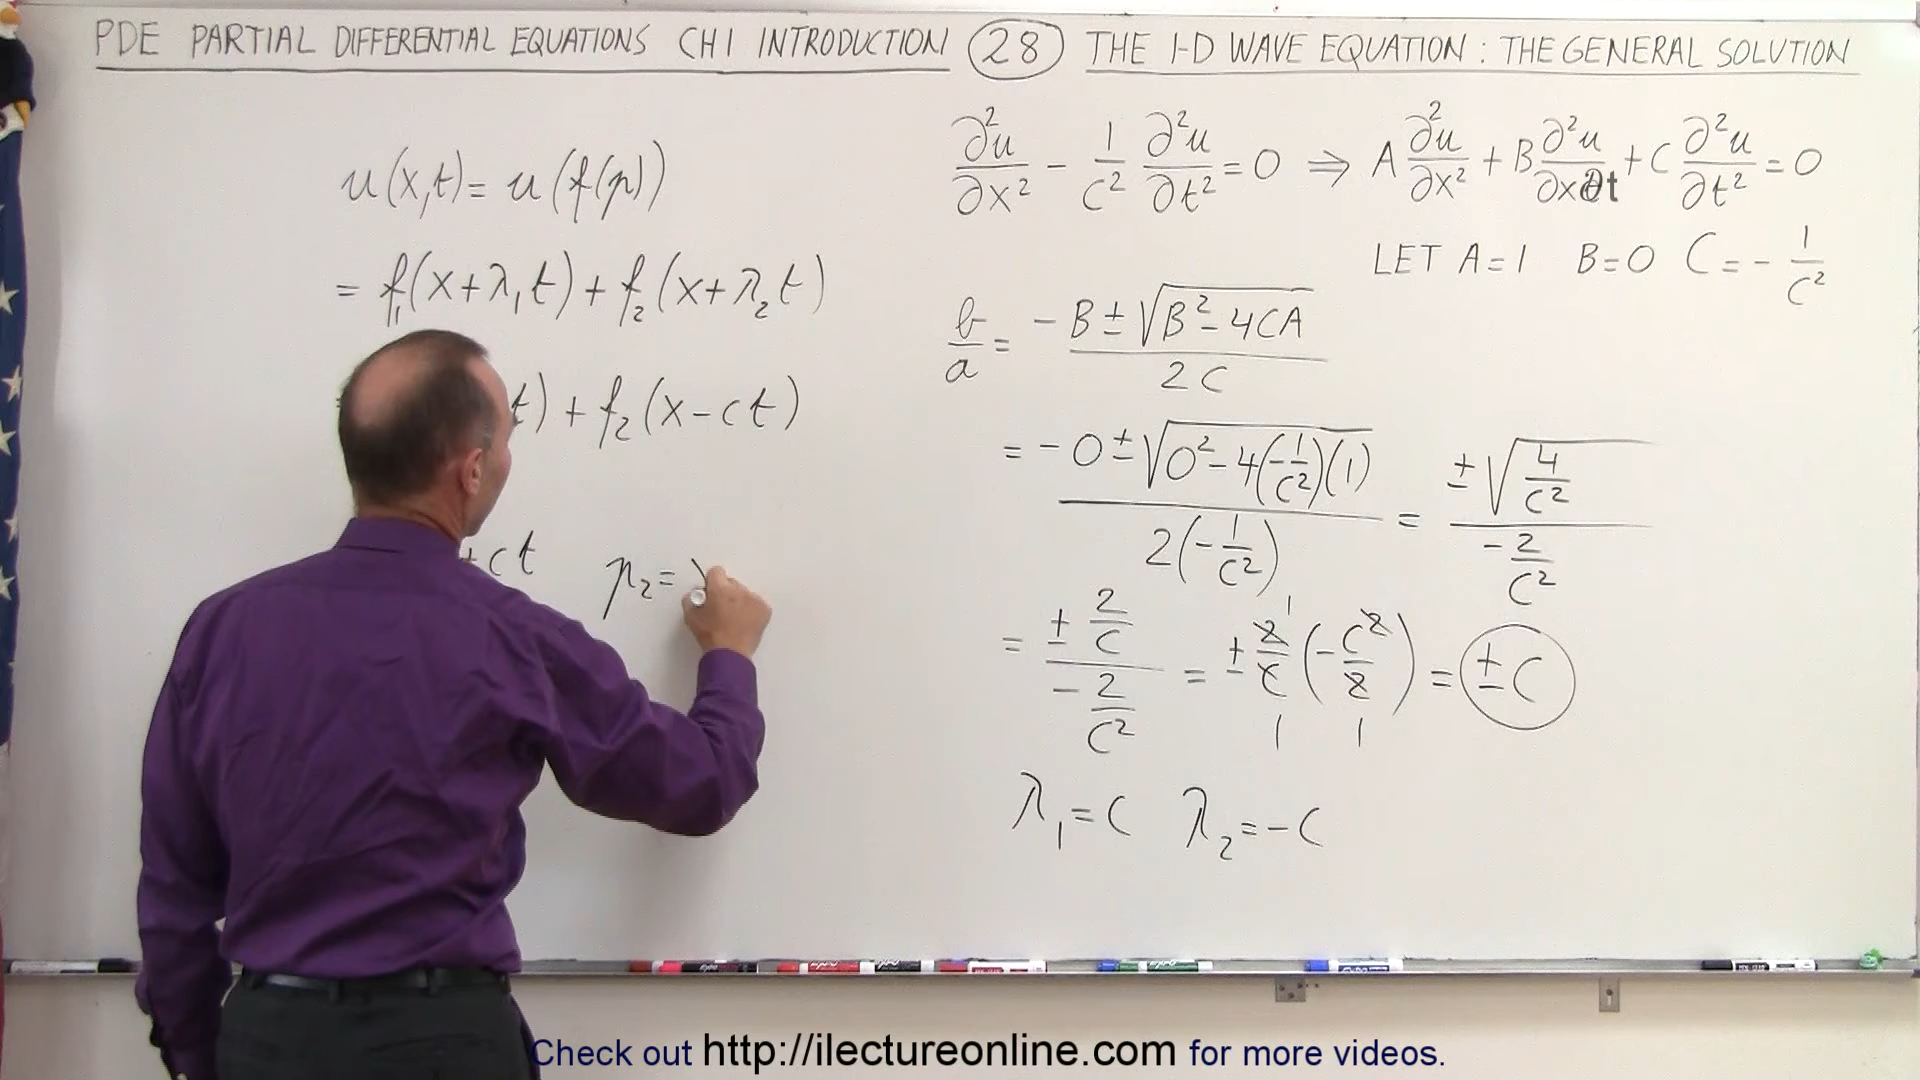 PDE PARTIAL DIFFERENTIAL EQUATIONS CH1 INTRODUCTION 28 THE 1-D WAVE EQUATION : THE GENERAL SOLUTION
u(x,t) = u(f(p))
= f₁(x+λ₁t) + f₂(x+λ₂t)
t) + f₂(x-ct)
+ct p₂=
∂²u/∂x² - 1/c² ∂²u/∂t² = 0 ⇒ A ∂²u/∂x² + B ∂²u/∂x∂t + C ∂²u/∂t² = 0
LET A=1 B=0 C=-1/c²
b/a = -B±√(B²-4CA) / 2C
= -0±√(0²-4(-1/c²)(1)) / 2(-1/c²) = ±√(4/c²) / -2/c²
= ± 2/c / -2/c² = ± 2/c (-c²/2) = ±C
1 1 1
λ₁=C λ₂=-C
Check out http://ilectureonline.com for more videos.